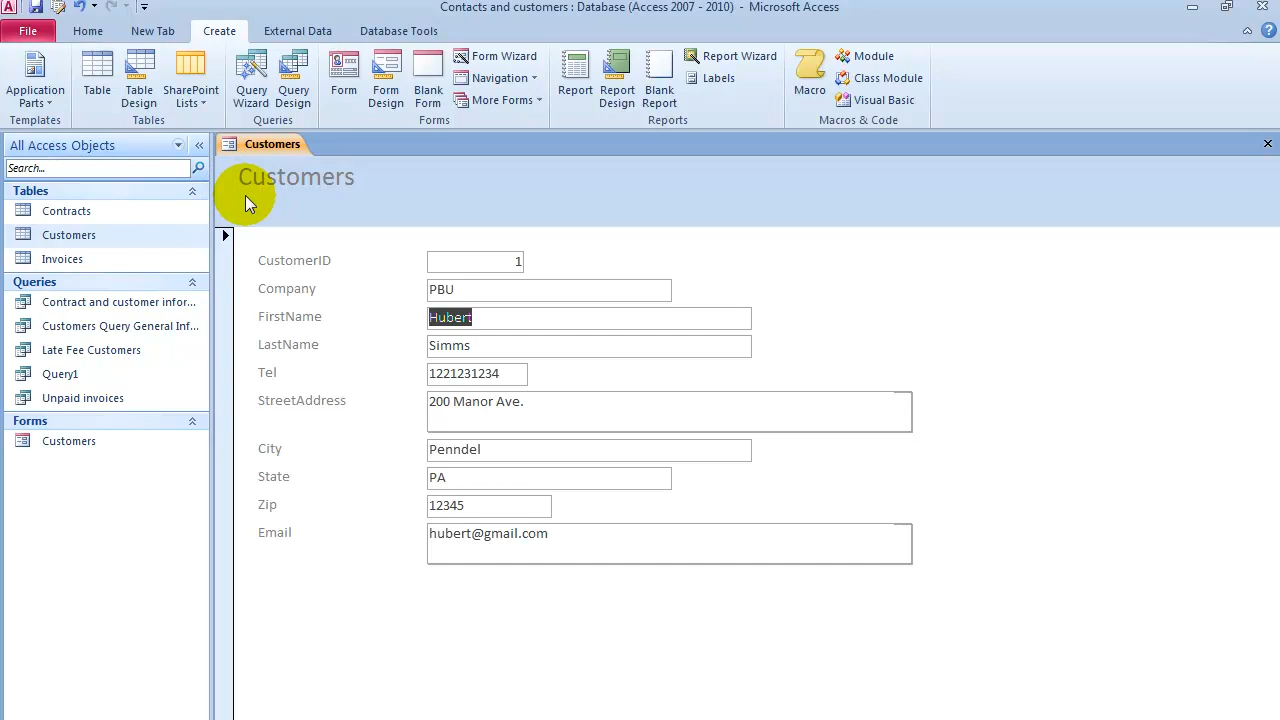 Contacts and customers : Database (Access 2007 - 2010) - Microsoft Access
File Home New Tab Create External Data Database Tools
Application Parts
Table
Table Design
SharePoint Lists
Query Wizard
Query Design
Form
Form Design
Blank Form
Form Wizard
Navigation
More Forms
Report
Report Design
Blank Report
Report Wizard
Labels
Macro
Module
Class Module
Visual Basic
Templates Tables Queries Forms Reports Macros & Code
All Access Objects
Search...
Tables
Contracts
Customers
Invoices
Queries
Contract and customer infor...
Customers Query General Inf...
Late Fee Customers
Query1
Unpaid invoices
Forms
Customers
Customers
Customers
CustomerID 1
Company PBU
FirstName Hubert
LastName Simms
Tel 1221231234
StreetAddress 200 Manor Ave.
City Penndel
State PA
Zip 12345
Email hubert@gmail.com